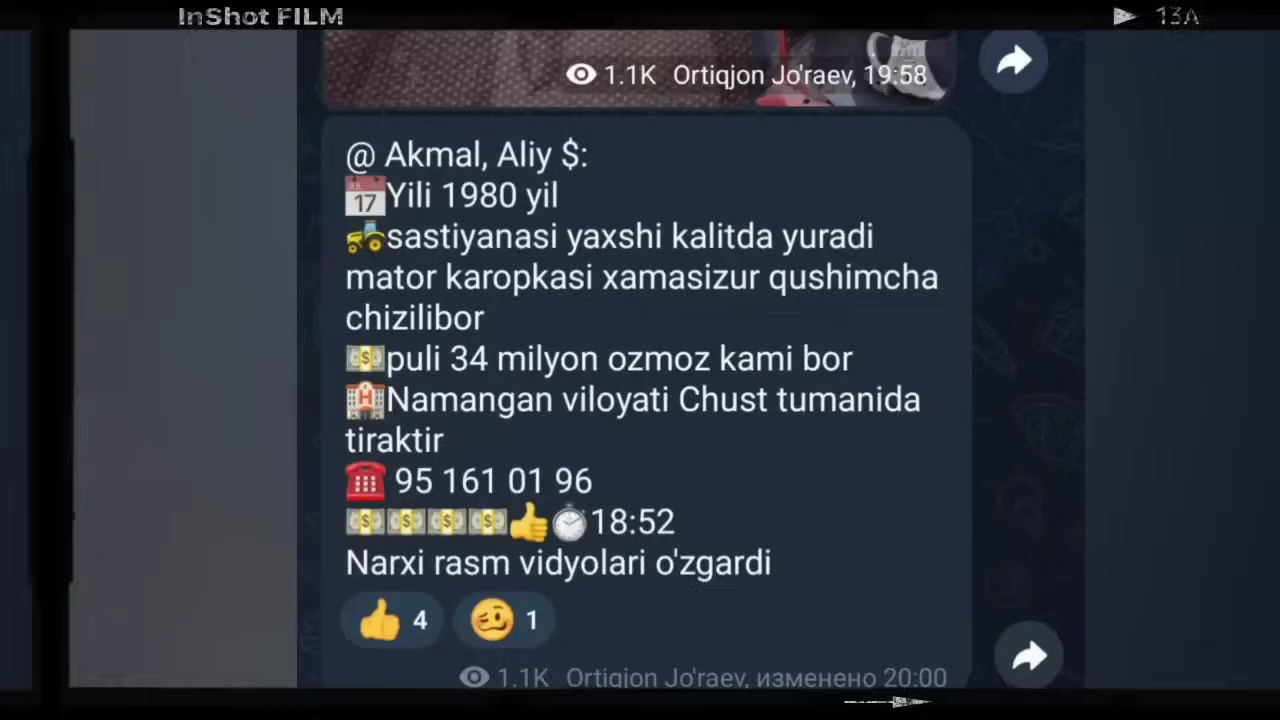 InShot FILM
13A
1.1K Ortiqjon Jo'raev, 19:58
@ Akmal, Aliy $:
JUL 17 Yili 1980 yil
sastiyanasi yaxshi kalitda yuradi
mator karopkasi xamasizur qushimcha
chizilibor
puli 34 milyon ozmoz kami bor
Namangan viloyati Chust tumanida
tiraktir
95 161 01 96
18:52
Narxi rasm vidyolari o'zgardi
4 1
1.1K Ortiqjon Jo'raev, изменено 20:00